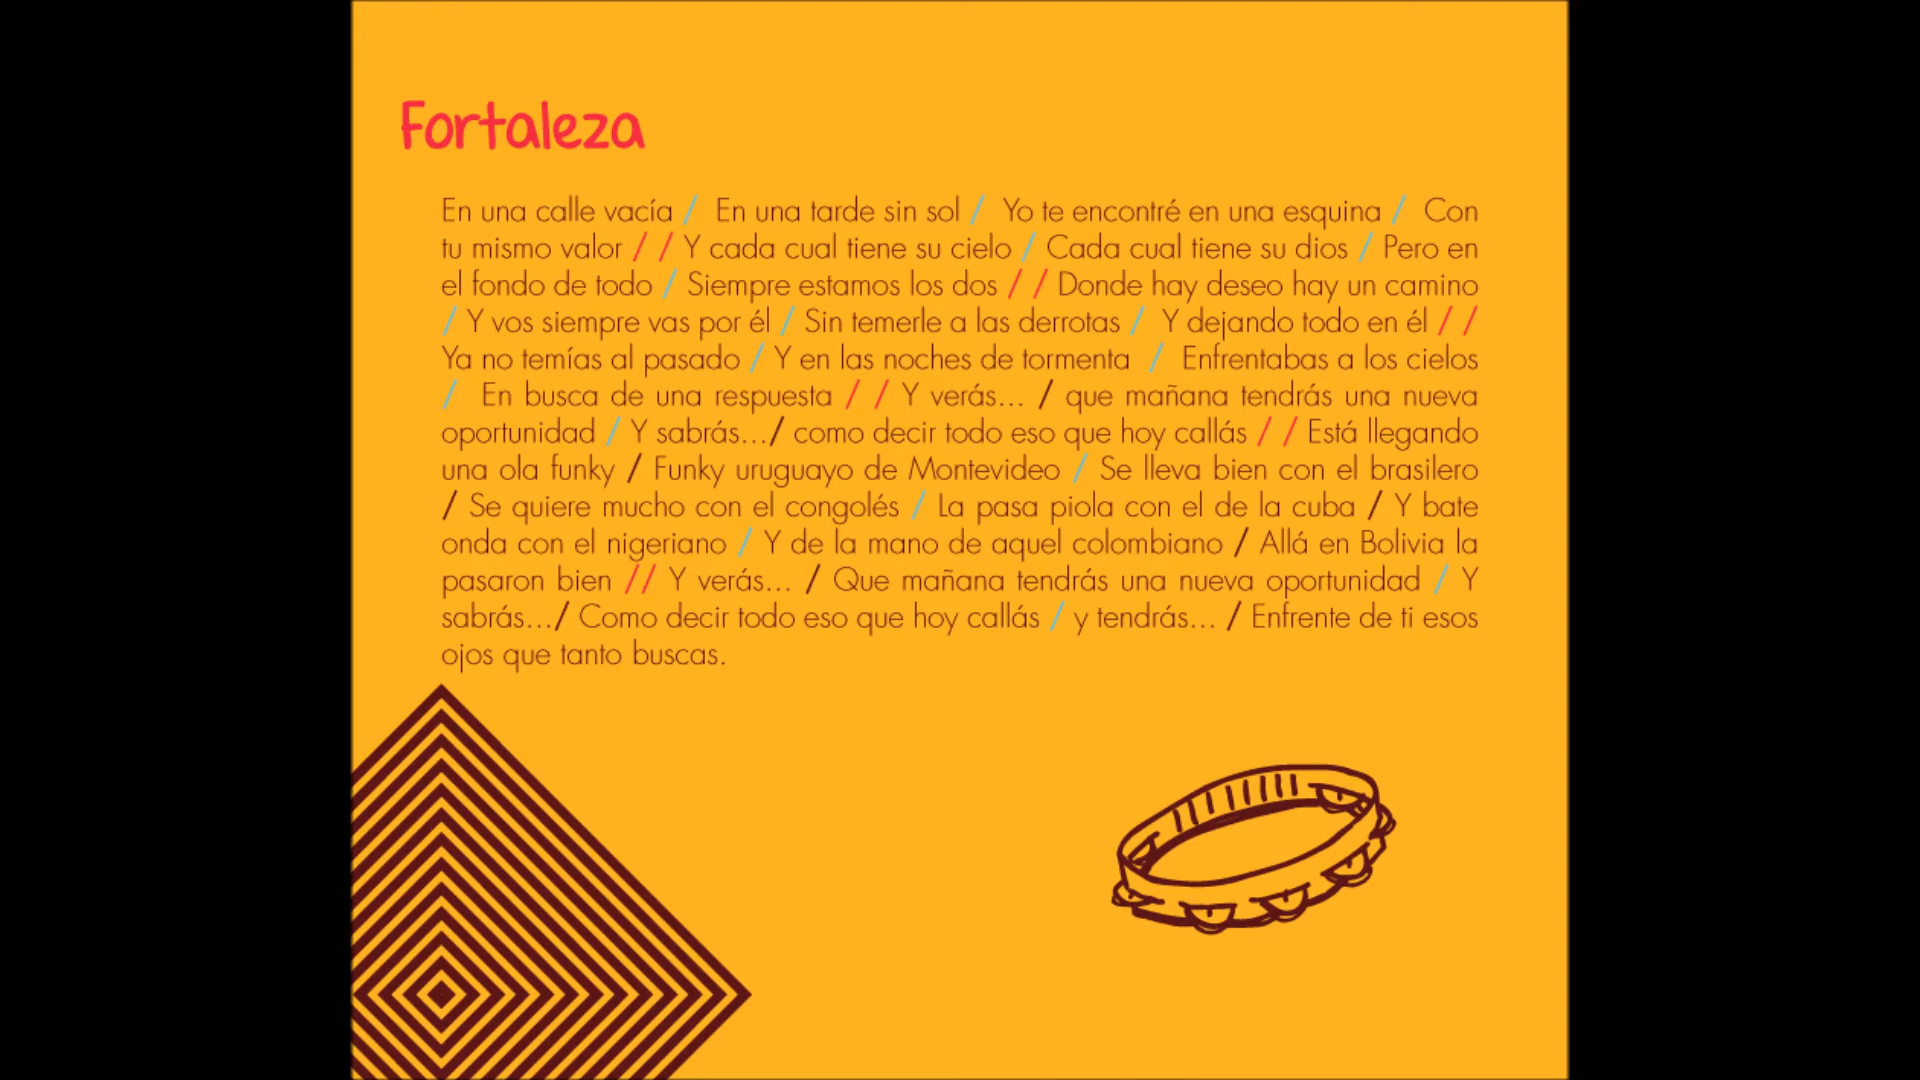 Fortaleza
En una calle vacía / En una tarde sin sol / Yo te encontré en una esquina / Con
tu mismo valor / / Y cada cual tiene su cielo / Cada cual tiene su dios / Pero en
el fondo de todo / Siempre estamos los dos / / Donde hay deseo hay un camino
/ Y vos siempre vas por él / Sin temerle a las derrotas / Y dejando todo en él / /
Ya no temías al pasado / Y en las noches de tormenta / Enfrentabas a los cielos
/ En busca de una respuesta / / Y verás... / que mañana tendrás una nueva
oportunidad / Y sabrás.../ como decir todo eso que hoy callás / / Está llegando
una ola funky / Funky uruguayo de Montevideo / Se lleva bien con el brasilero
/ Se quiere mucho con el congolés / La pasa piola con el de la cuba / Y bate
onda con el nigeriano / Y de la mano de aquel colombiano / Allá en Bolivia la
pasaron bien // Y verás... / Que mañana tendrás una nueva oportunidad / Y
sabrás.../ Como decir todo eso que hoy callás / y tendrás... / Enfrente de ti esos
ojos que tanto buscas.